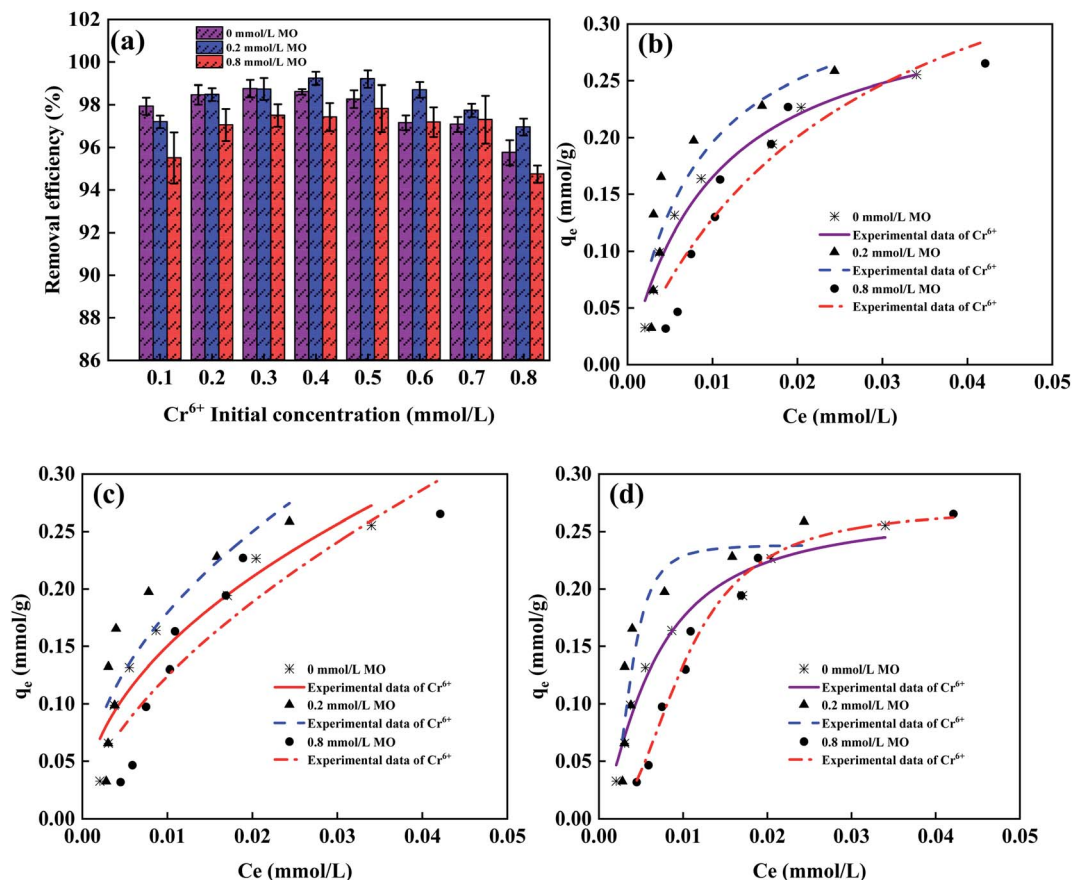 (a)
0 mmol/L MO
0.2 mmol/L MO
0.8 mmol/L MO
Removal efficiency (%)
102
100
98
96
94
92
90
88
86
0.1 0.2 0.3 0.4 0.5 0.6 0.7 0.8
Cr⁶⁺ Initial concentration (mmol/L)
(b)
qₑ (mmol/g)
0.30
0.25
0.20
0.15
0.10
0.05
0.00
0 mmol/L MO
Experimental data of Cr⁶⁺
0.2 mmol/L MO
Experimental data of Cr⁶⁺
0.8 mmol/L MO
Experimental data of Cr⁶⁺
0.00 0.01 0.02 0.03 0.04 0.05
Ce (mmol/L)
(c)
qₑ (mmol/g)
0.30
0.25
0.20
0.15
0.10
0.05
0.00
0 mmol/L MO
Experimental data of Cr⁶⁺
0.2 mmol/L MO
Experimental data of Cr⁶⁺
0.8 mmol/L MO
Experimental data of Cr⁶⁺
0.00 0.01 0.02 0.03 0.04 0.05
Ce (mmol/L)
(d)
qₑ (mmol/g)
0.30
0.25
0.20
0.15
0.10
0.05
0.00
0 mmol/L MO
Experimental data of Cr⁶⁺
0.2 mmol/L MO
Experimental data of Cr⁶⁺
0.8 mmol/L MO
Experimental data of Cr⁶⁺
0.00 0.01 0.02 0.03 0.04 0.05
Ce (mmol/L)